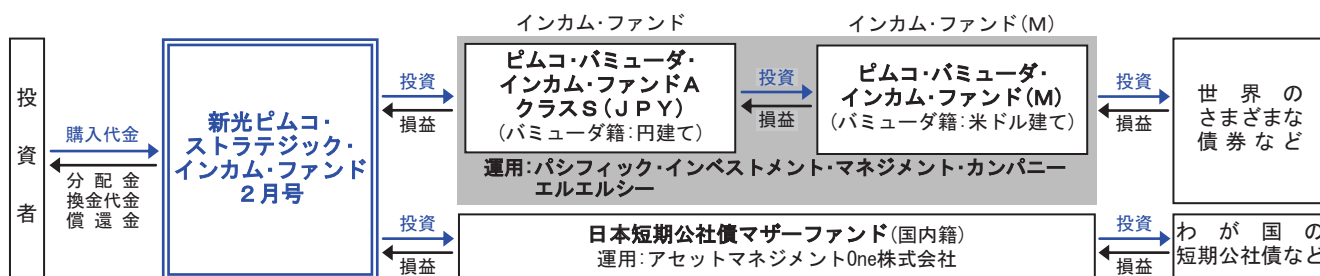 インカム・ファンド
インカム・ファンド(M)
投資者
購入代金
分配金
換金代金
償還金
新光ピムコ・
ストラテジック・
インカム・ファンド
2月号
投資
損益
ピムコ・バミューダ・
インカム・ファンドA
クラスS(JPY)
(バミューダ籍:円建て)
投資
損益
ピムコ・バミューダ・
インカム・ファンド(M)
(バミューダ籍:米ドル建て)
運用:パシフィック・インベストメント・マネジメント・カンパニー
エルエルシー
投資
損益
世界の
さまざまな
債券など
投資
損益
日本短期公社債マザーファンド(国内籍)
運用:アセットマネジメントOne株式会社
投資
損益
わが国の
短期公社債など